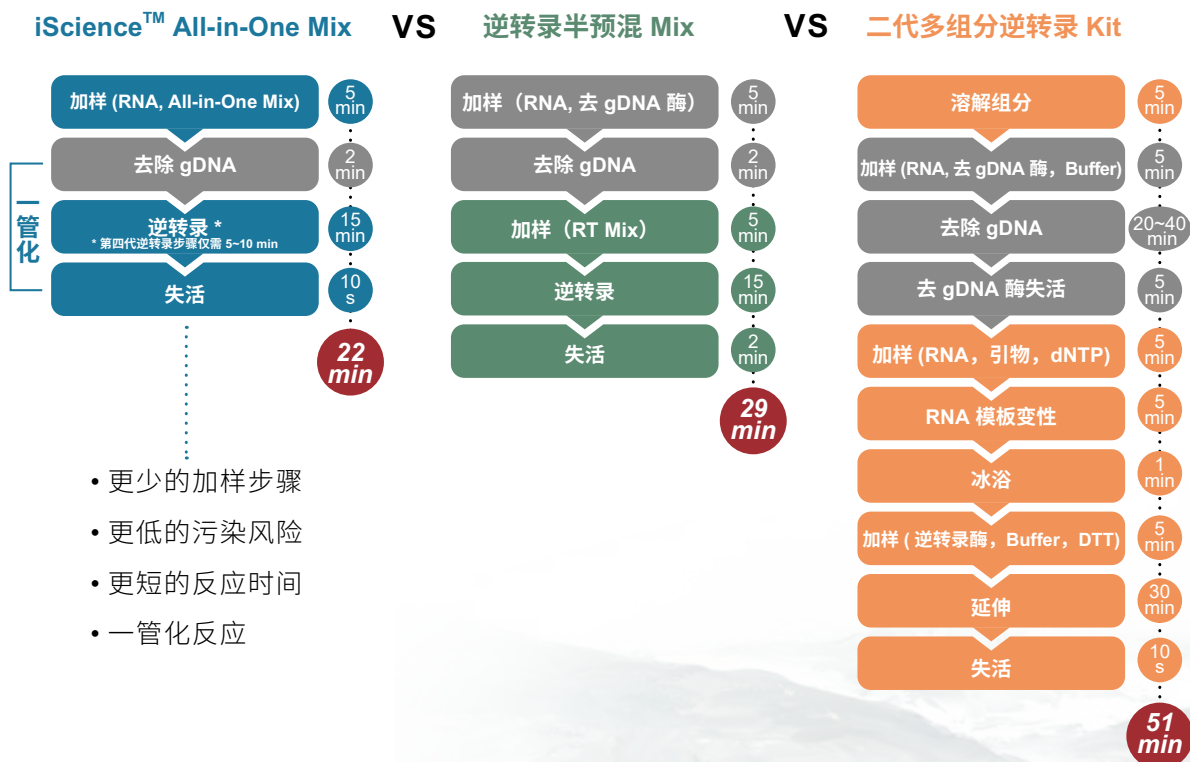 iScience™ All-in-One Mix
VS
逆转录半预混 Mix
VS
二代多组分逆转录 Kit
加样 (RNA, All-in-One Mix)
5
min
去除 gDNA
2
min
逆转录 *
* 第四代逆转录步骤仅需 5~10 min
15
min
失活
10
s
一管化
22
min
• 更少的加样步骤
• 更低的污染风险
• 更短的反应时间
• 一管化反应
加样（RNA, 去 gDNA 酶）
5
min
去除 gDNA
2
min
加样（RT Mix）
5
min
逆转录
15
min
失活
2
min
29
min
溶解组分
5
min
加样 (RNA, 去 gDNA 酶，Buffer)
5
min
去除 gDNA
20~40
min
去 gDNA 酶失活
5
min
加样 (RNA，引物，dNTP)
5
min
RNA 模板变性
5
min
冰浴
1
min
加样 ( 逆转录酶，Buffer，DTT)
5
min
延伸
30
min
失活
10
s
51
min